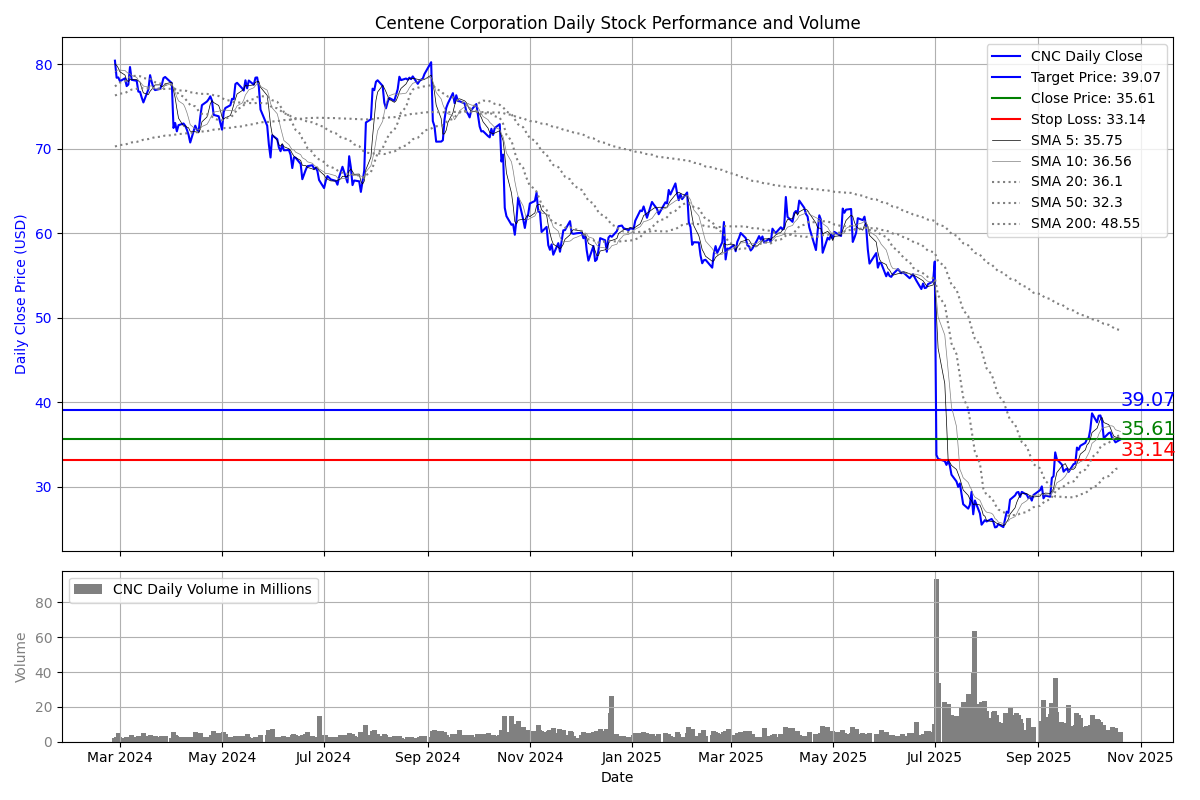 Centene Corporation Daily Stock Performance and Volume
Daily Close Price (USD)
80
70
60
50
40
30
CNC Daily Close
Target Price: 39.07
Close Price: 35.61
Stop Loss: 33.14
SMA 5: 35.75
SMA 10: 36.56
SMA 20: 36.1
SMA 50: 32.3
SMA 200: 48.55
39.07
35.61
33.14
Volume
80
60
40
20
0
CNC Daily Volume in Millions
Mar 2024 May 2024 Jul 2024 Sep 2024 Nov 2024 Jan 2025 Mar 2025 May 2025 Jul 2025 Sep 2025 Nov 2025
Date